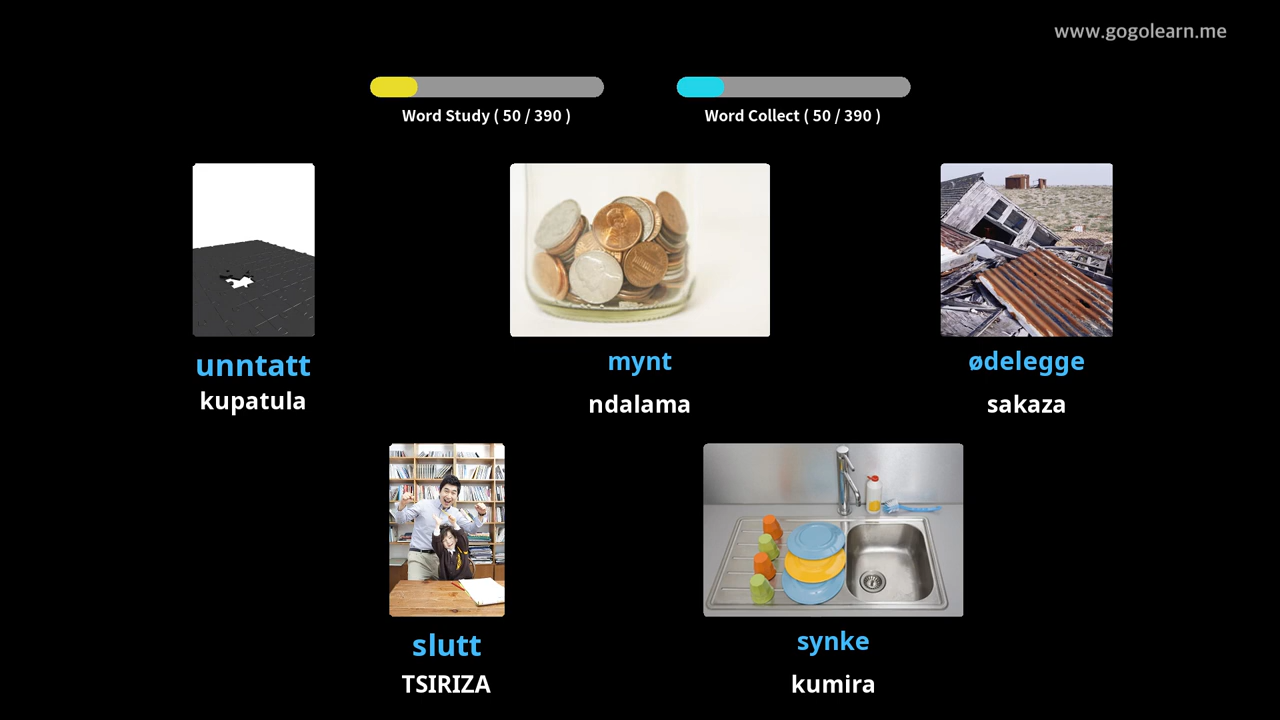 www.gogolearn.me
Word Study ( 50 / 390 )
Word Collect ( 50 / 390 )
unntatt
kupatula
mynt
ndalama
ødelegge
sakaza
slutt
TSIRIZA
synke
kumira